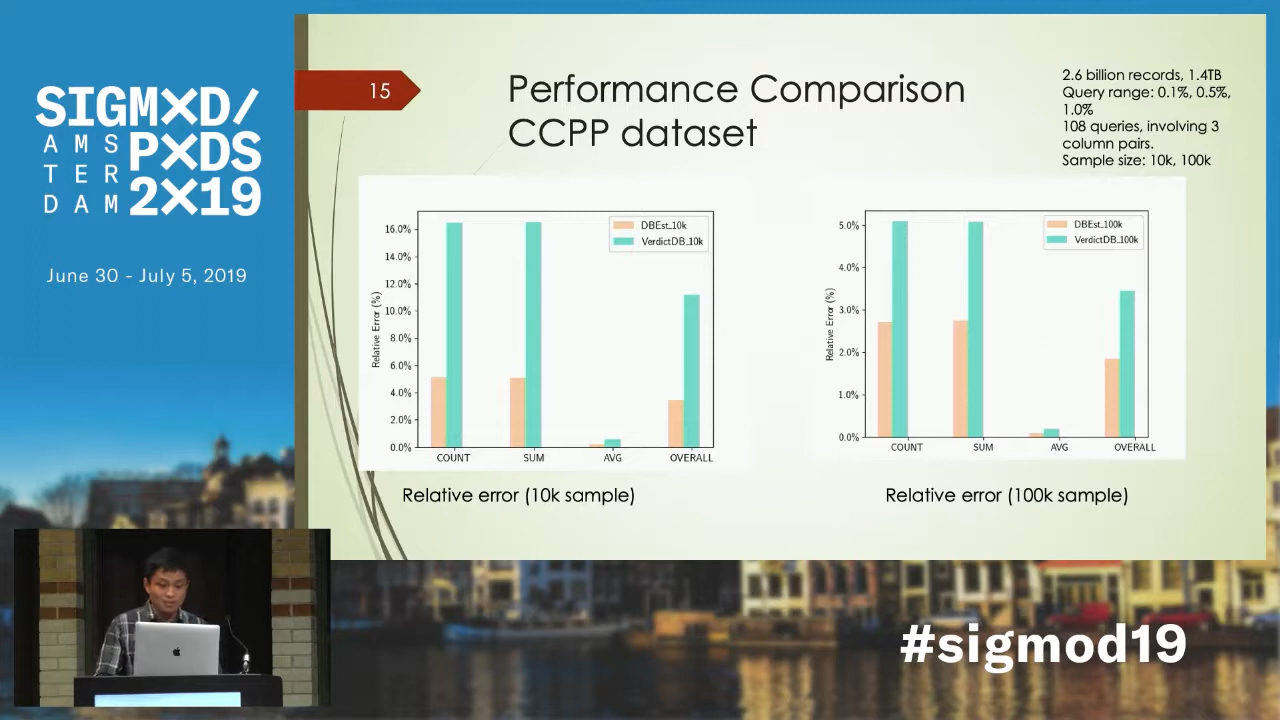 SIGMXD/
AMS PXDS
TER 2X19
DAM
June 30 - July 5, 2019
15
Performance Comparison
CCPP dataset
2.6 billion records, 1.4TB
Query range: 0.1%, 0.5%,
1.0%
108 queries, involving 3
column pairs.
Sample size: 10k, 100k
Relative Error (%)
16.0%
14.0%
12.0%
10.0%
8.0%
6.0%
4.0%
2.0%
0.0%
DBEst_10k
VerdictDB_10k
COUNT SUM AVG OVERALL
Relative error (10k sample)
Relative Error (%)
5.0%
4.0%
3.0%
2.0%
1.0%
0.0%
DBEst_100k
VerdictDB_100k
COUNT SUM AVG OVERALL
Relative error (100k sample)
#sigmod19